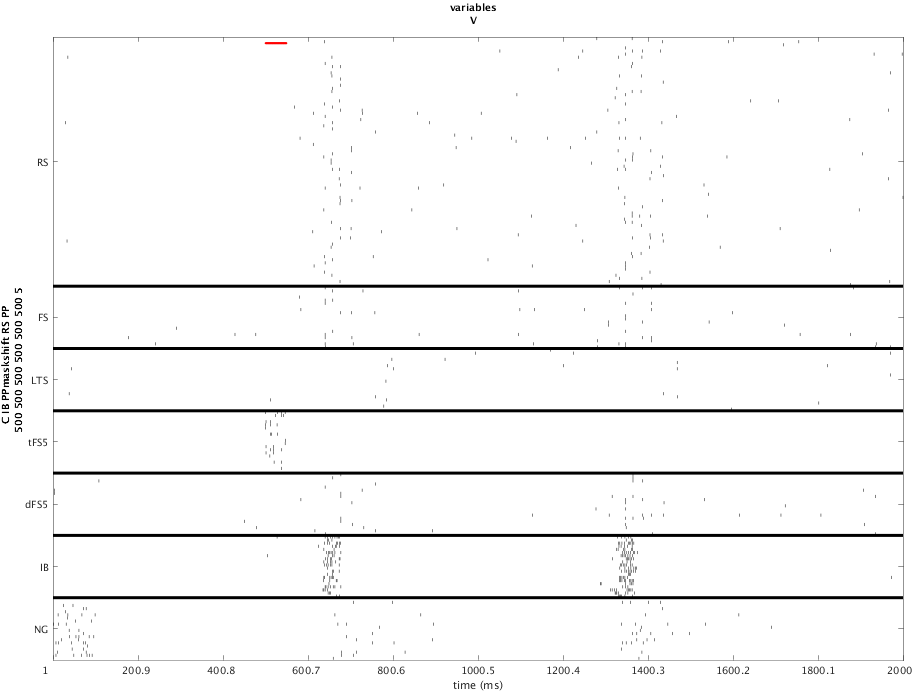 variables
V
C IB PPmaskshift RS PP
500 500 500 500 500 500 500 5
RS
FS
LTS
tFS5
dFS5
IB
NG
1 200.9 400.8 600.7 800.6 1000.5 1200.4 1400.3 1600.2 1800.1 2000
time (ms)